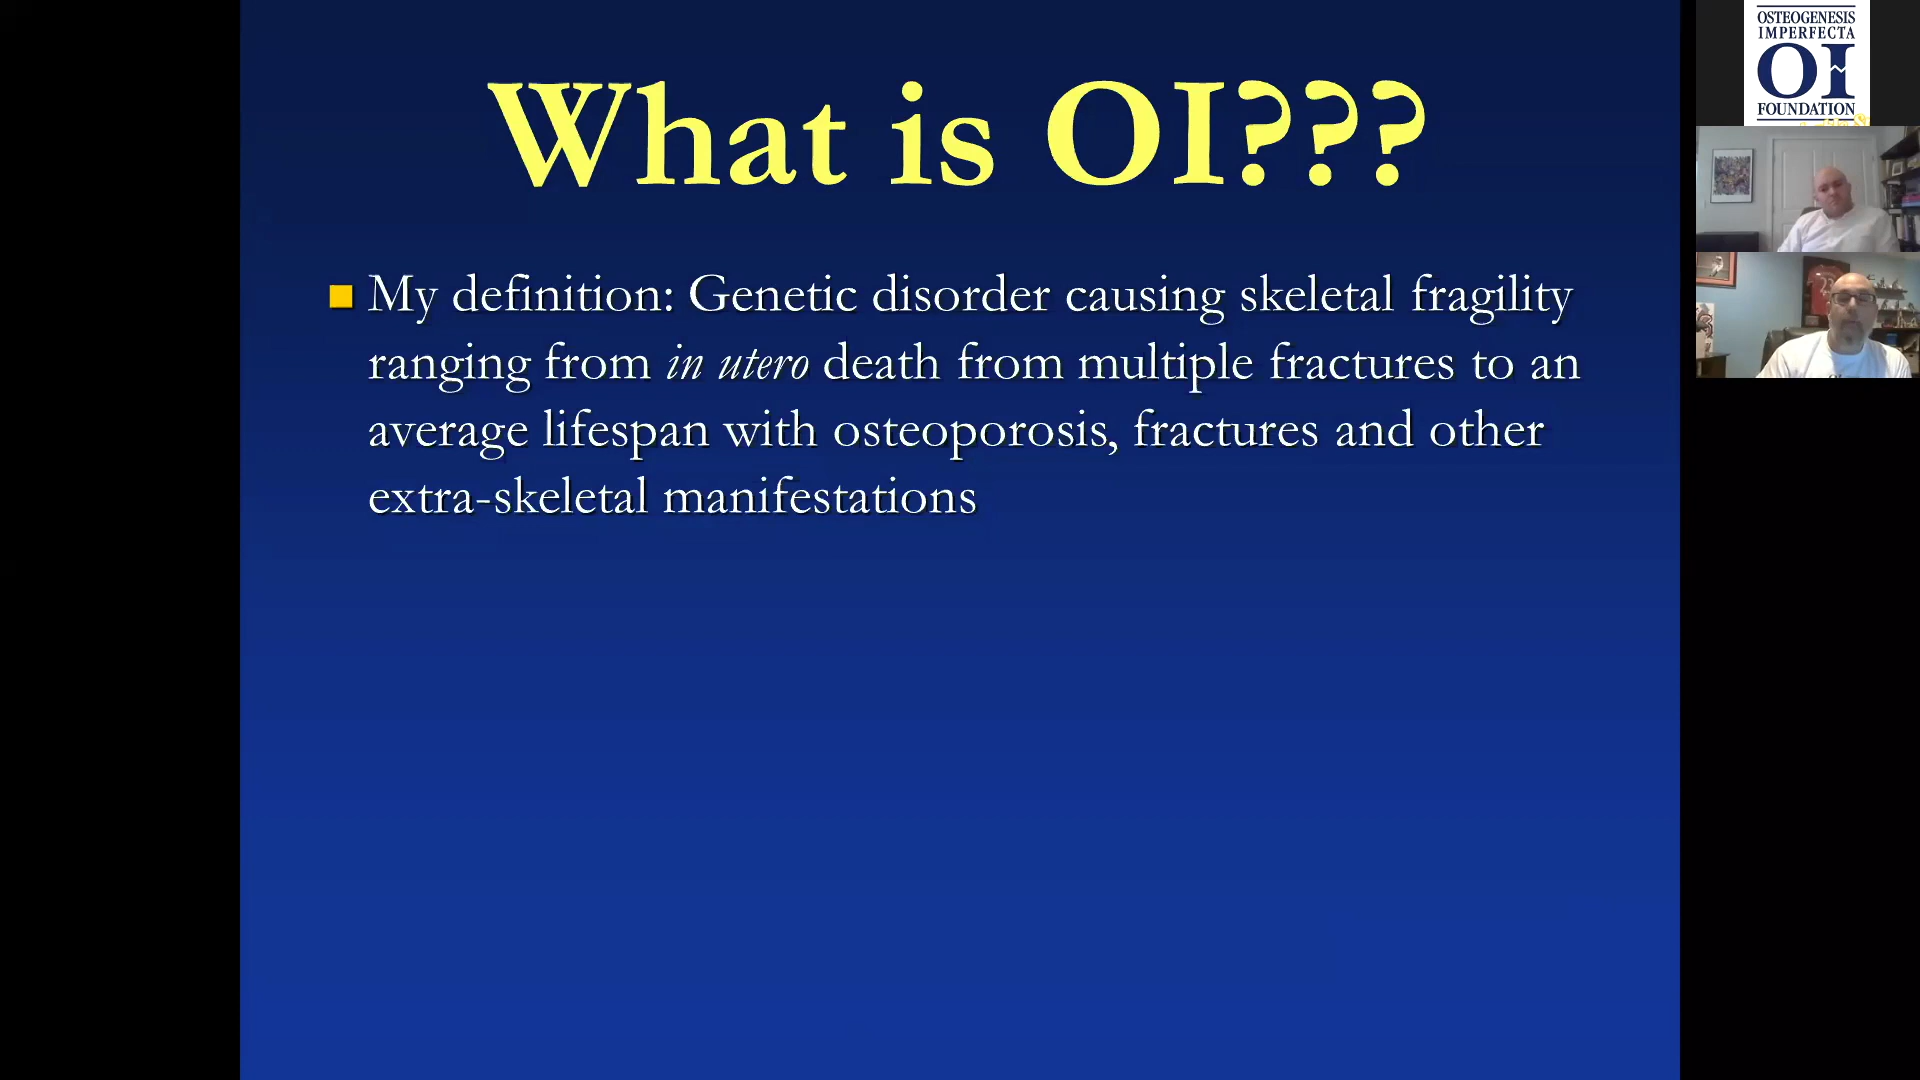 What is OI???
My definition: Genetic disorder causing skeletal fragility
ranging from in utero death from multiple fractures to an
average lifespan with osteoporosis, fractures and other
extra-skeletal manifestations
OSTEOGENESIS
IMPERFECTA
OI
FOUNDATION